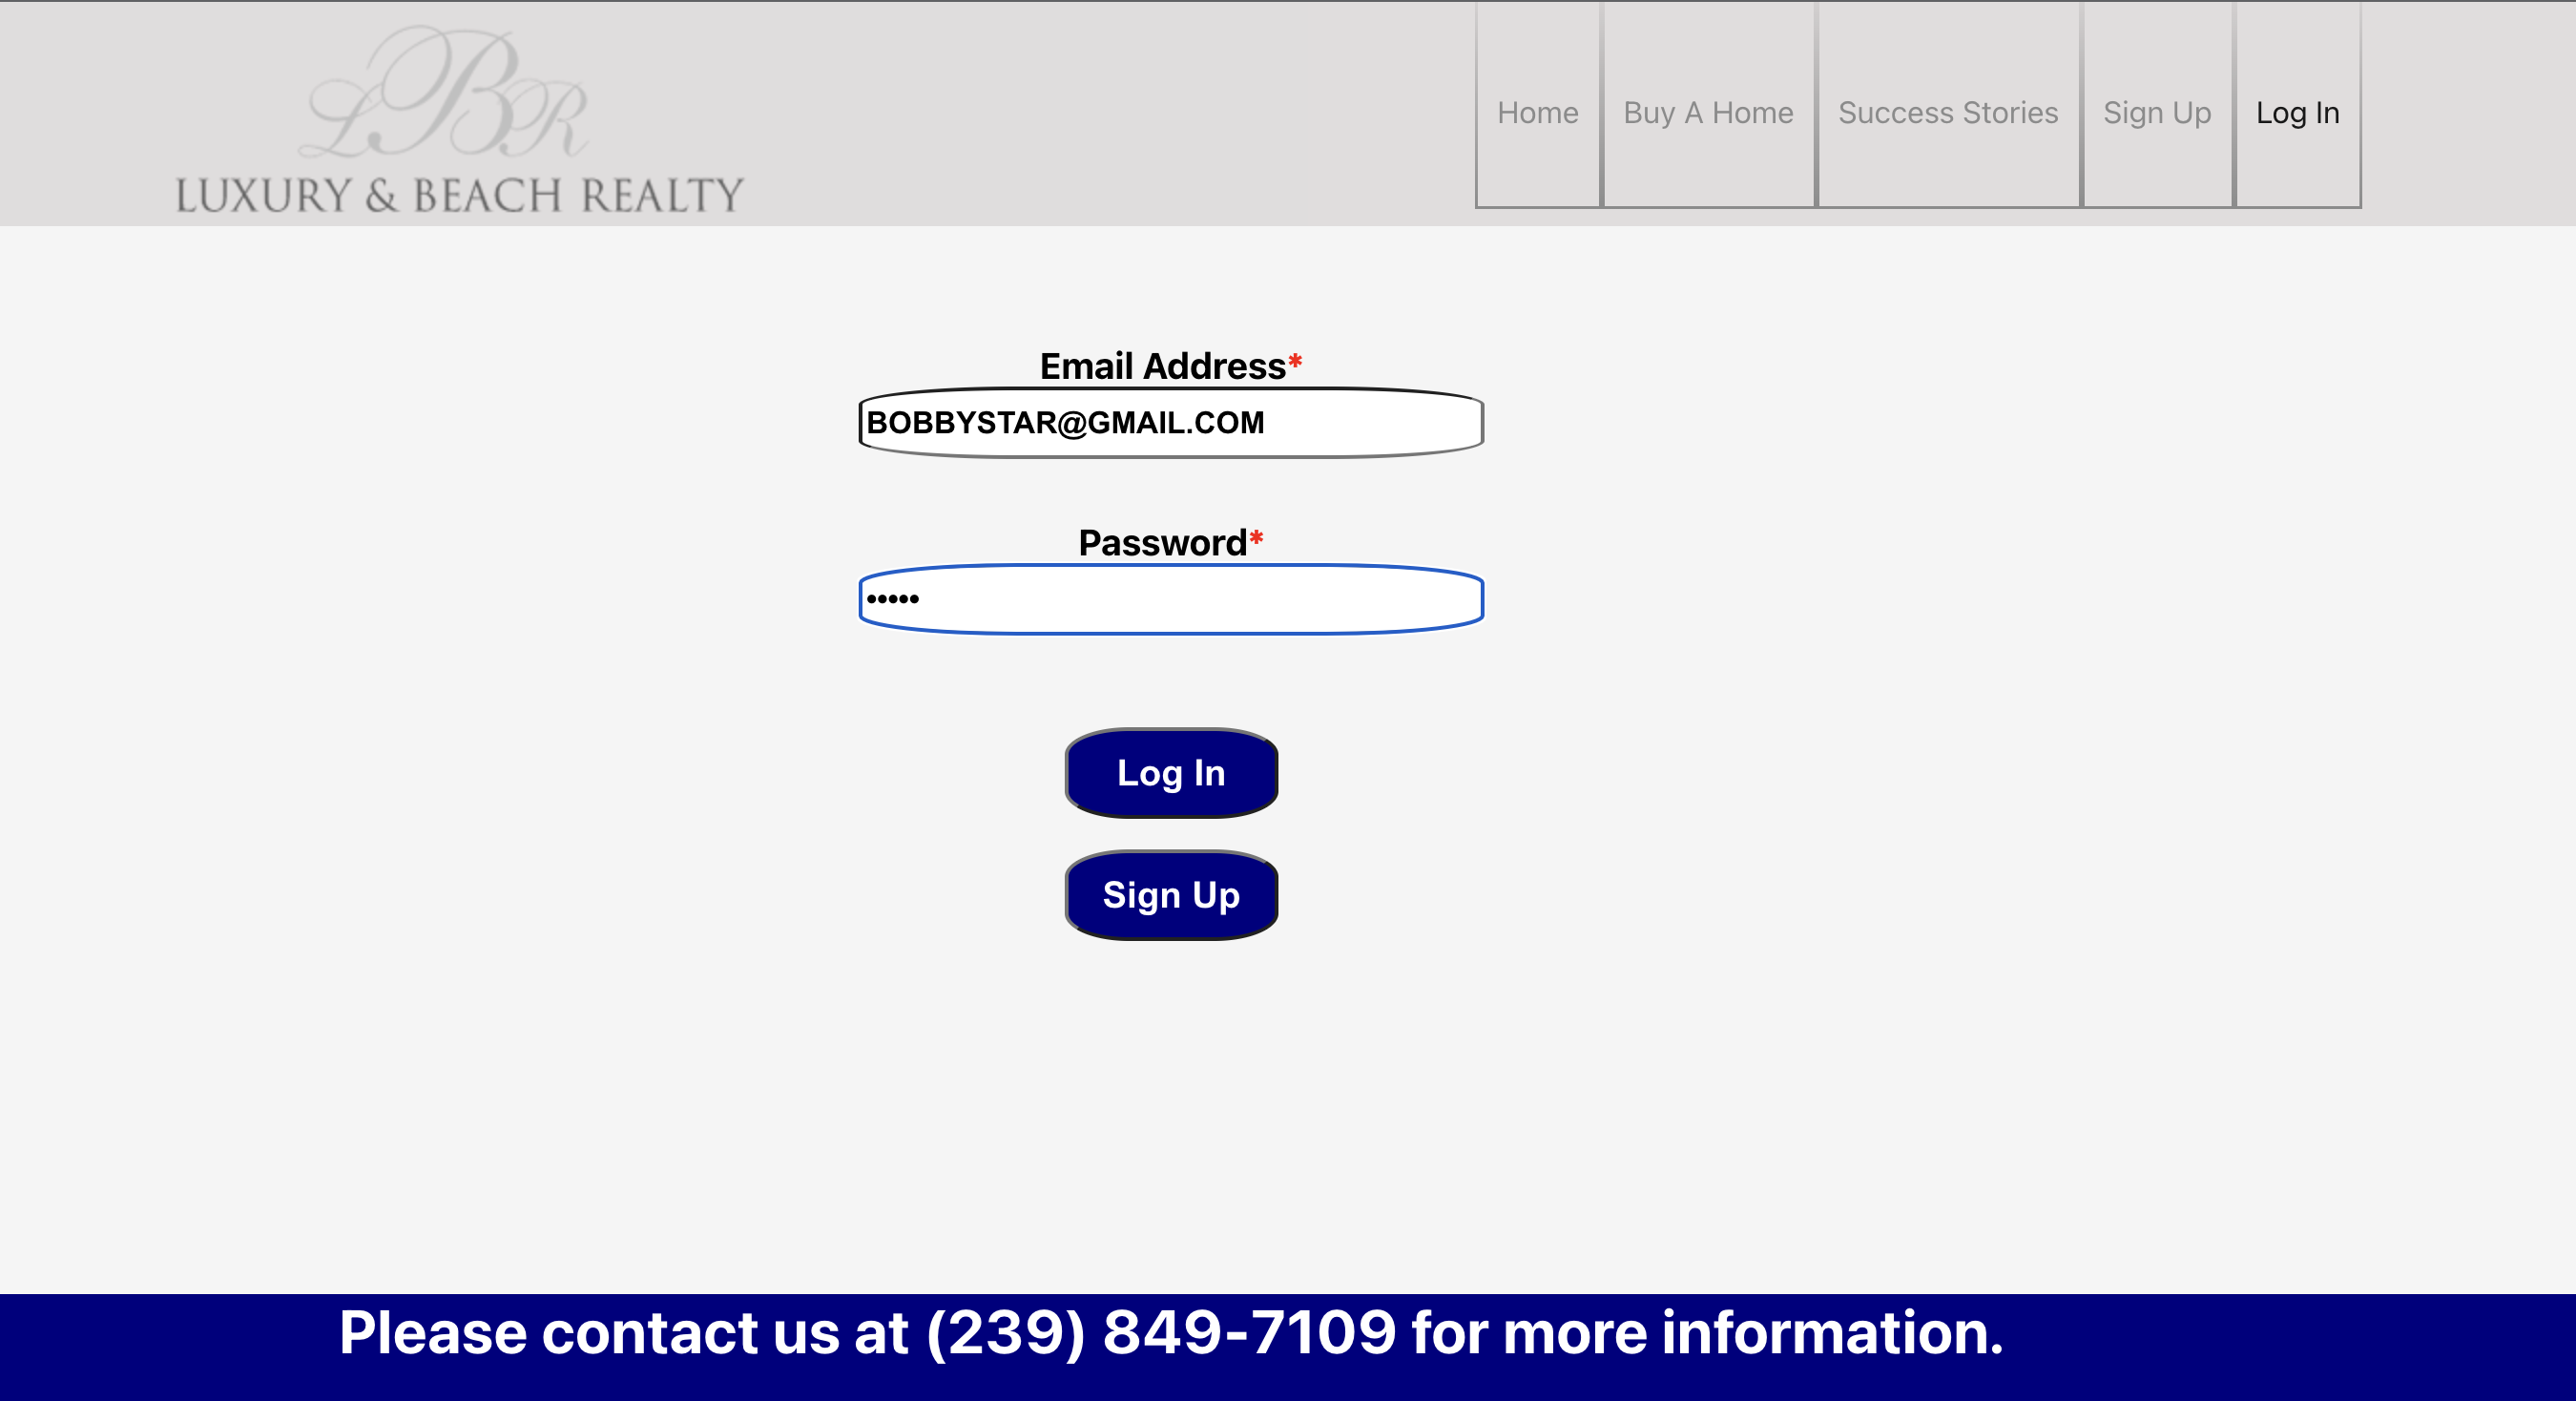 LBR
LUXURY & BEACH REALTY
Home
Buy A Home
Success Stories
Sign Up
Log In
Email Address*
BOBBYSTAR@GMAIL.COM
Password*
•••••
Log In
Sign Up
Please contact us at (239) 849-7109 for more information.